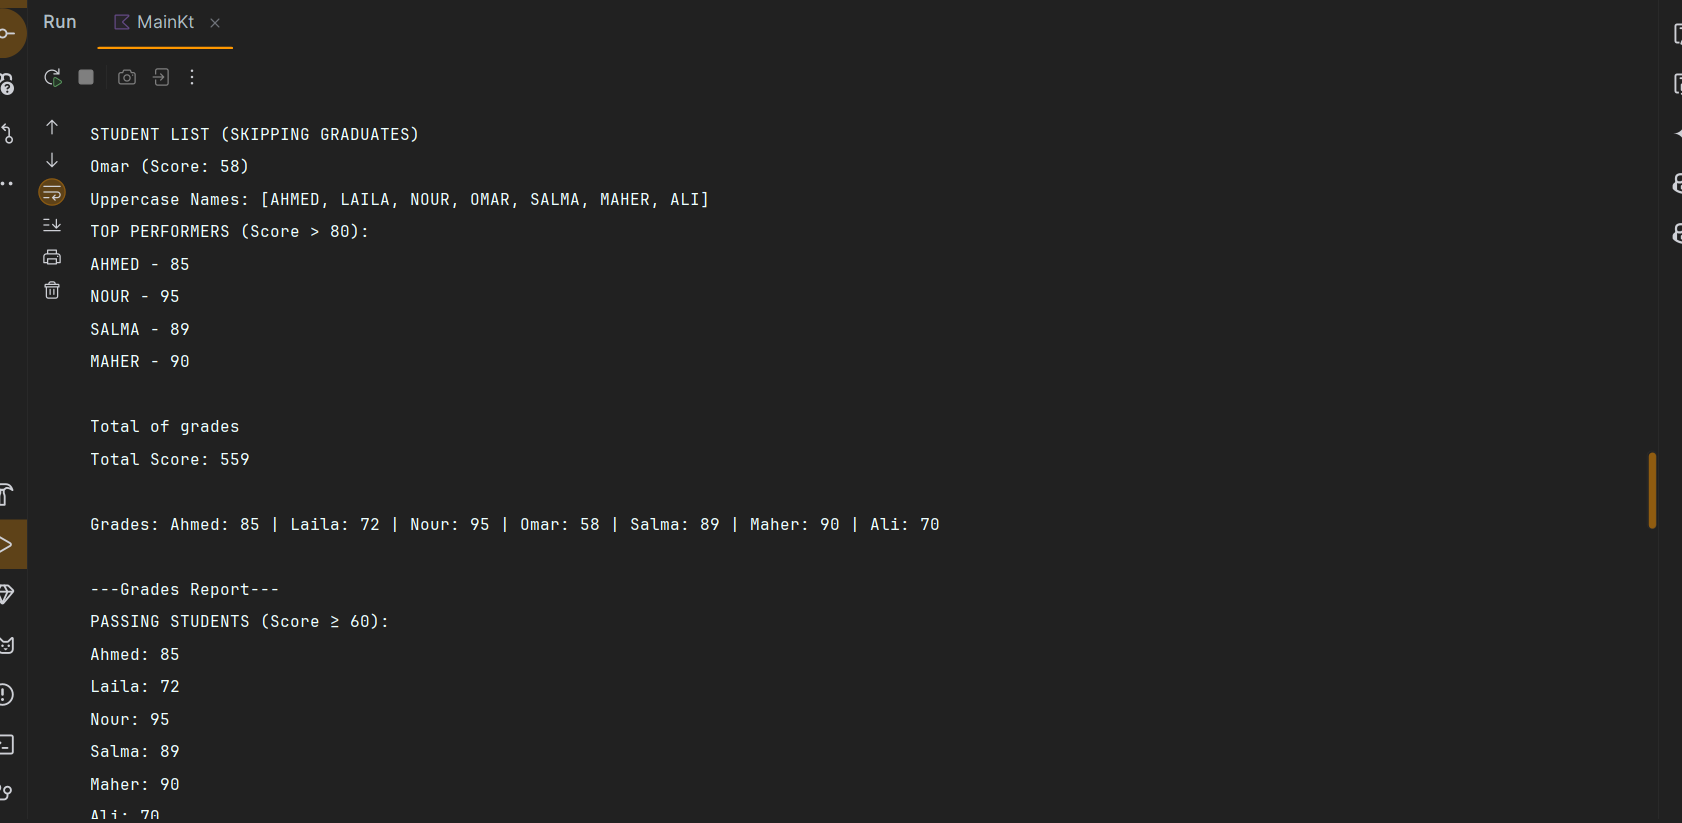 Run MainKt
STUDENT LIST (SKIPPING GRADUATES)
Omar (Score: 58)
Uppercase Names: [AHMED, LAILA, NOUR, OMAR, SALMA, MAHER, ALI]
TOP PERFORMERS (Score > 80):
AHMED - 85
NOUR - 95
SALMA - 89
MAHER - 90
Total of grades
Total Score: 559
Grades: Ahmed: 85 | Laila: 72 | Nour: 95 | Omar: 58 | Salma: 89 | Maher: 90 | Ali: 70
---Grades Report---
PASSING STUDENTS (Score ≥ 60):
Ahmed: 85
Laila: 72
Nour: 95
Salma: 89
Maher: 90
Ali: 70